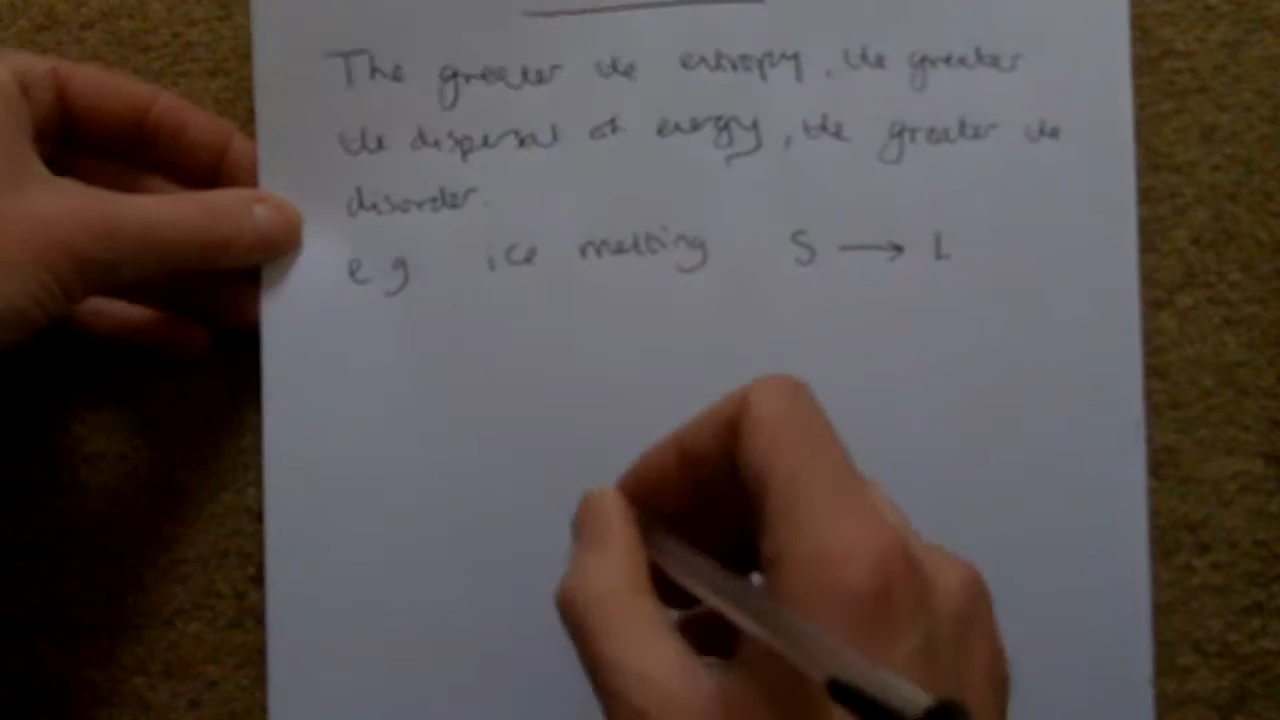 The greater the entropy, the greater
the dispersal of energy, the greater the
disorder.
e.g ice melting S → L